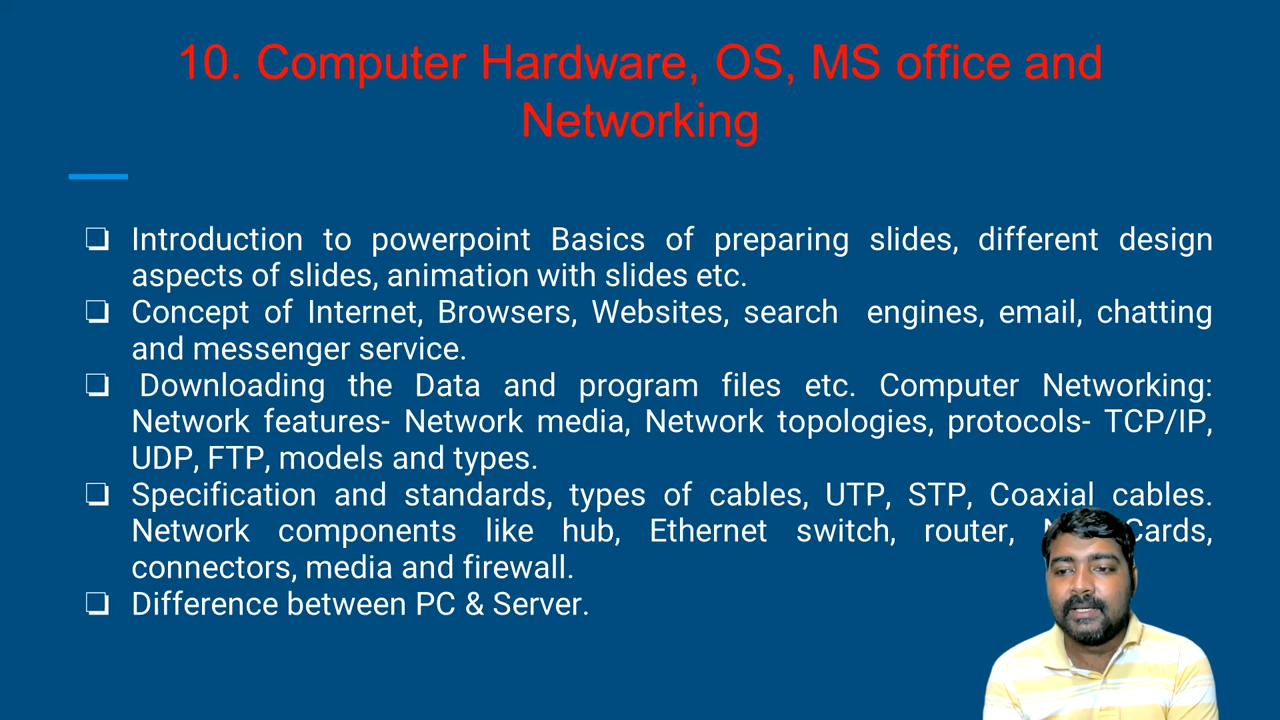 10. Computer Hardware, OS, MS office and
Networking
❏ Introduction to powerpoint Basics of preparing slides, different design
aspects of slides, animation with slides etc.
❏ Concept of Internet, Browsers, Websites, search engines, email, chatting
and messenger service.
❏ Downloading the Data and program files etc. Computer Networking:
Network features- Network media, Network topologies, protocols- TCP/IP,
UDP, FTP, models and types.
❏ Specification and standards, types of cables, UTP, STP, Coaxial cables.
Network components like hub, Ethernet switch, router, Cards,
connectors, media and firewall.
❏ Difference between PC & Server.